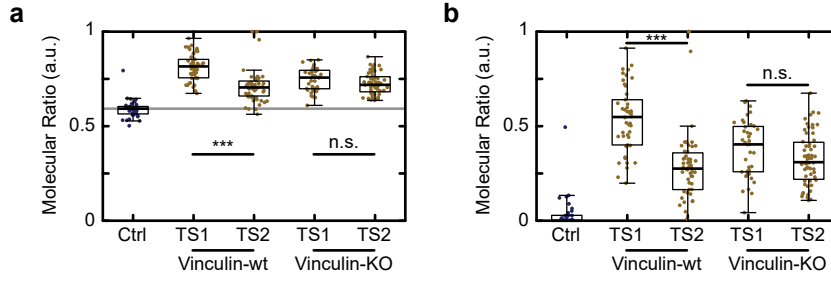 a
Molecular Ratio (a.u.)
1
0.5
0
***
n.s.
Ctrl TS1 TS2 TS1 TS2
Vinculin-wt Vinculin-KO
b
Molecular Ratio (a.u.)
1
0.5
0
***
n.s.
Ctrl TS1 TS2 TS1 TS2
Vinculin-wt Vinculin-KO